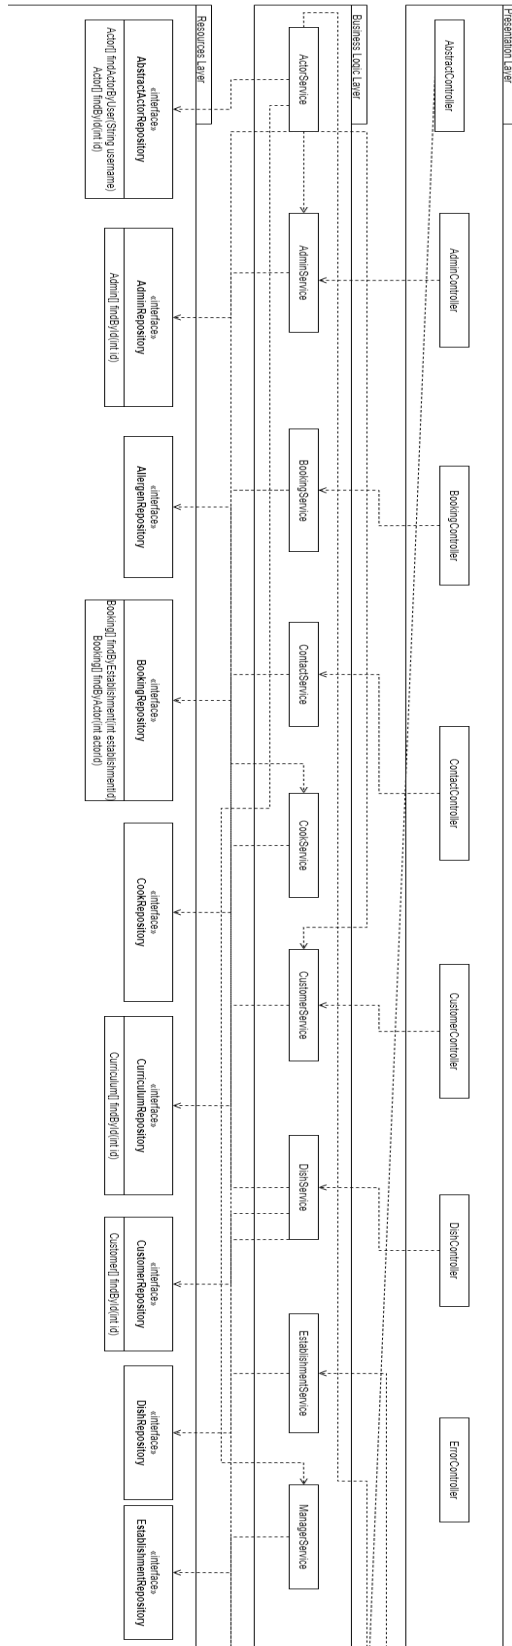 Presentation Layer
AbstractController
AdminController
BookingController
ContactController
CustomerController
DishController
ErrorController
Business Logic Layer
ActorService
AdminService
BookingService
ContactService
CookService
CustomerService
DishService
EstablishmentService
ManagerService
Resources Layer
«interface»
AbstractActorRepository
Actor[] findActorByUser(String username)
Actor[] findById(int id)
«interface»
AdminRepository
Admin[] findById(int id)
«interface»
AllergenRepository
«interface»
BookingRepository
Booking[] findByEstablishment(int establishmentId)
Booking[] findByActor(int actorId)
«interface»
CookRepository
«interface»
CurriculumRepository
Curriculum[] findById(int id)
«interface»
CustomerRepository
Customer[] findById(int id)
«interface»
DishRepository
«interface»
EstablishmentRepository